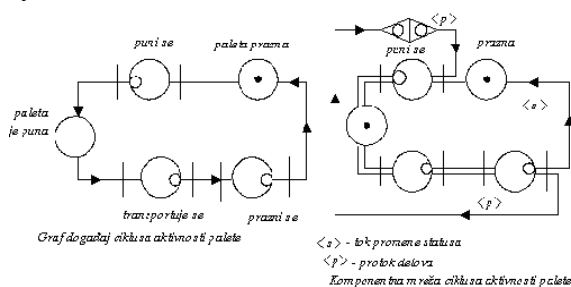 <p>
puni se
paleta prazna
puni se
prazna
paleta
je puna
<s>
transportuje se
prazni se
<p>
Graf događaj ciklusa aktivnosti palete
<s> - tok promene statusa
<p> - protok delova
Komponentna mreža ciklusa aktivnosti palete